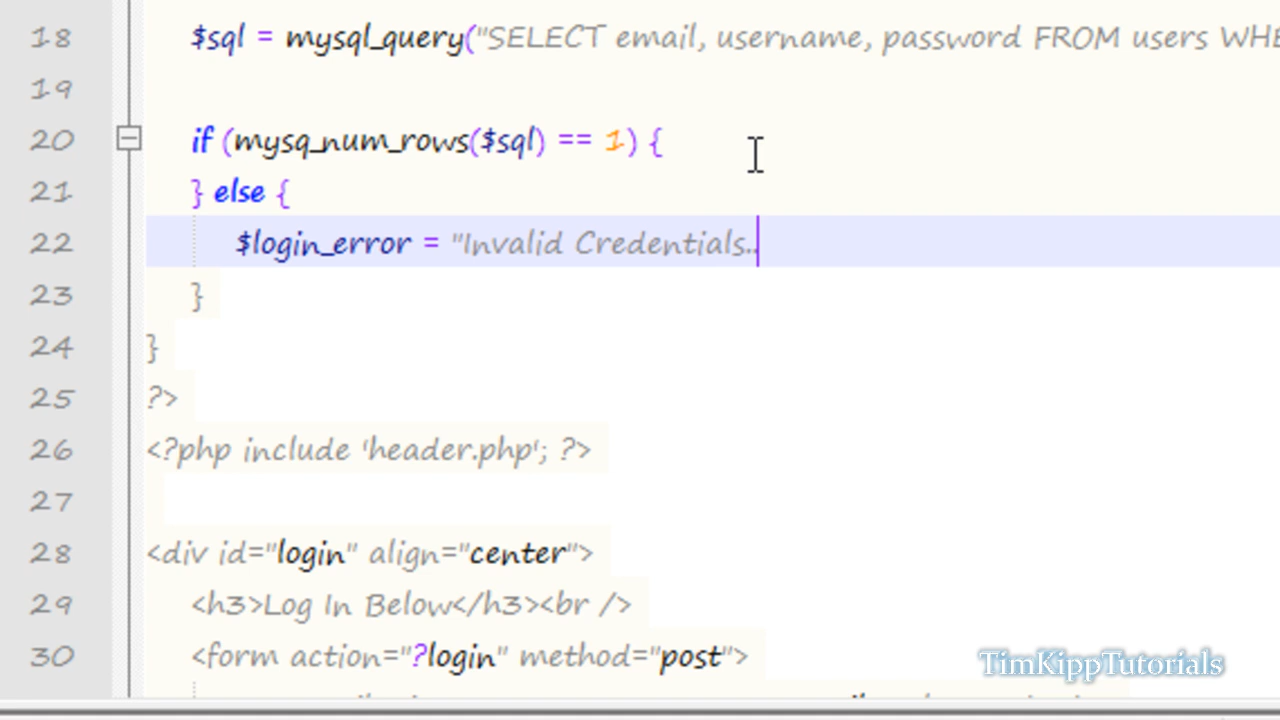 18 $sql = mysql_query("SELECT email, username, password FROM users WHE
19
20 if (mysq_num_rows($sql) == 1) {
21 } else {
22 $login_error = "Invalid Credentials..
23 }
24 }
25 ?>
26 <?php include 'header.php'; ?>
27
28 <div id="login" align="center">
29 <h3>Log In Below</h3><br />
30 <form action="?login" method="post">
TimKippTutorials